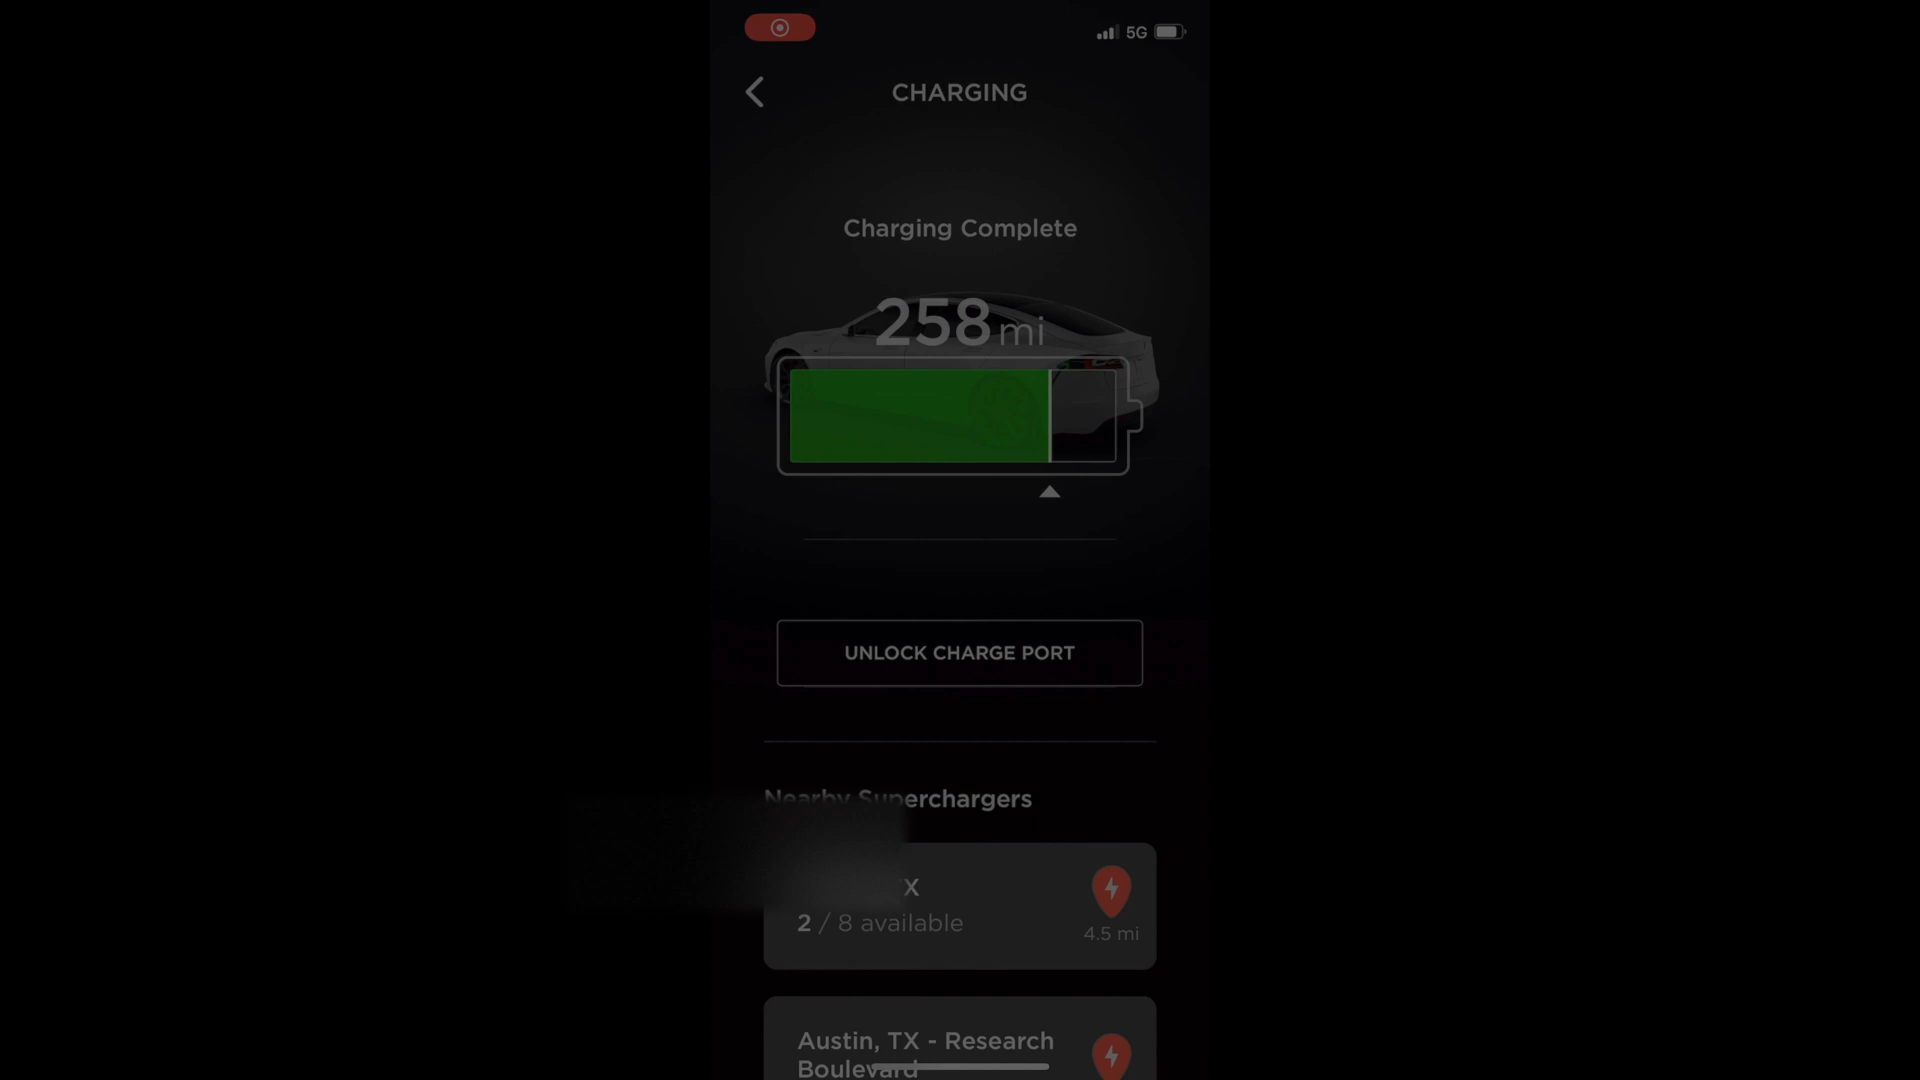 5G
CHARGING
Charging Complete
258 mi
UNLOCK CHARGE PORT
Nearby Superchargers
2 / 8 available
4.5 mi
Austin, TX - Research
Boulevard